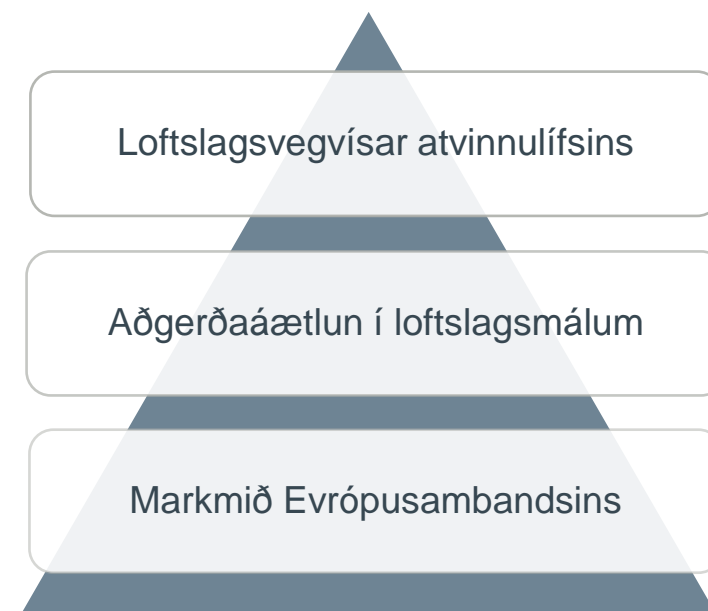 Loftslagsvegvísar atvinnulífsins
Aðgerðaáætlun í loftslagsmálum
Markmið Evrópusambandsins